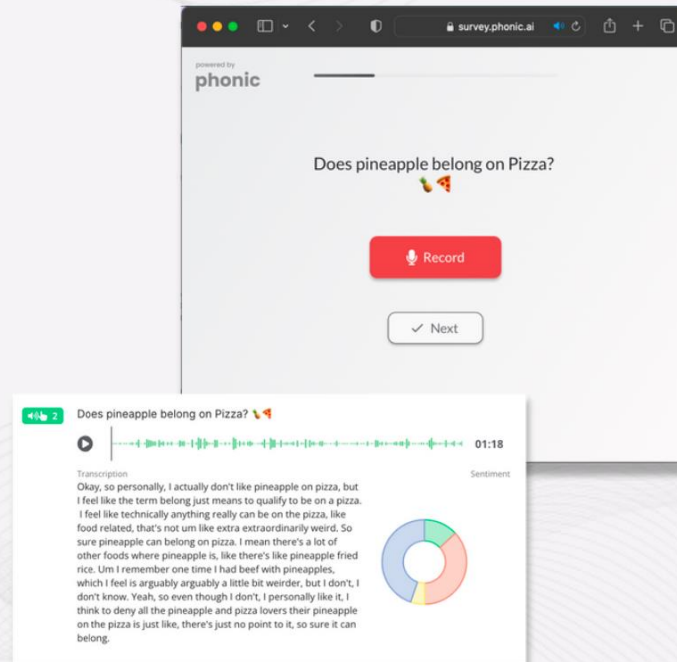 survey.phonic.ai
powered by
phonic
Does pineapple belong on Pizza?
🍍🍕
Record
Next
2
Does pineapple belong on Pizza? 🍍🍕
01:18
Transcription
Sentiment
Okay, so personally, I actually don't like pineapple on pizza, but
I feel like the term belong just means to qualify to be on a pizza.
I feel like technically anything really can be on the pizza, like
food related, that's not um like extra extraordinarily weird. So
sure pineapple can belong on pizza. I mean there's a lot of
other foods where pineapple is, like there's like pineapple fried
rice. Um I remember one time I had beef with pineapples,
which I feel is arguably arguably a little bit weirder, but I don't, I
don't know. Yeah, so even though I don't, I personally like it, I
think to deny all the pineapple and pizza lovers their pineapple
on the pizza is just like, there's just no point to it, so sure it can
belong.